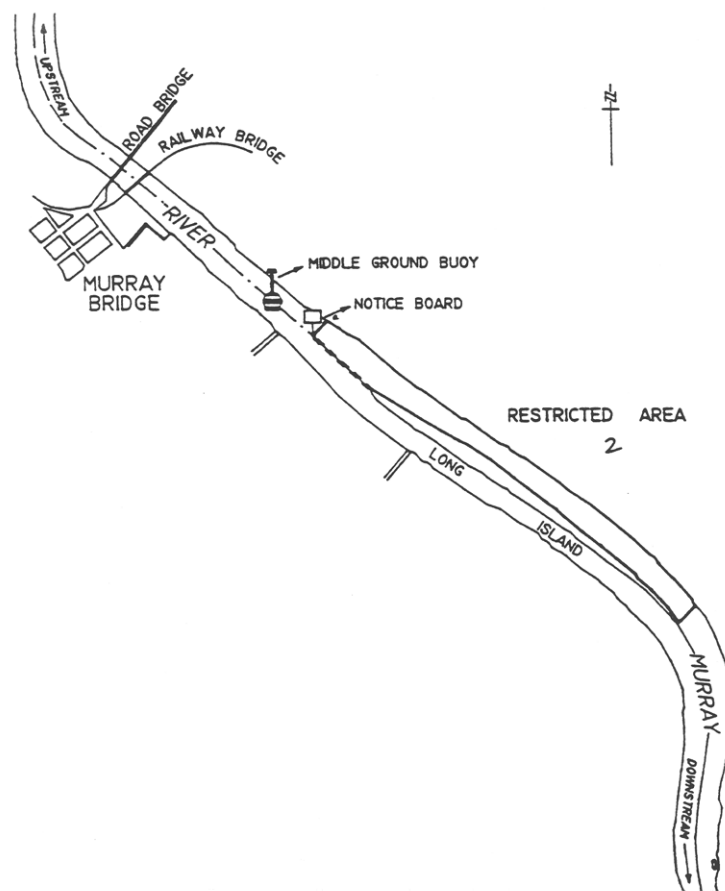 UPSTREAM
ROAD BRIDGE
RAILWAY BRIDGE
N
RIVER
MURRAY
BRIDGE
MIDDLE GROUND BUOY
NOTICE BOARD
RESTRICTED AREA
2
LONG
ISLAND
MURRAY
DOWNSTREAM